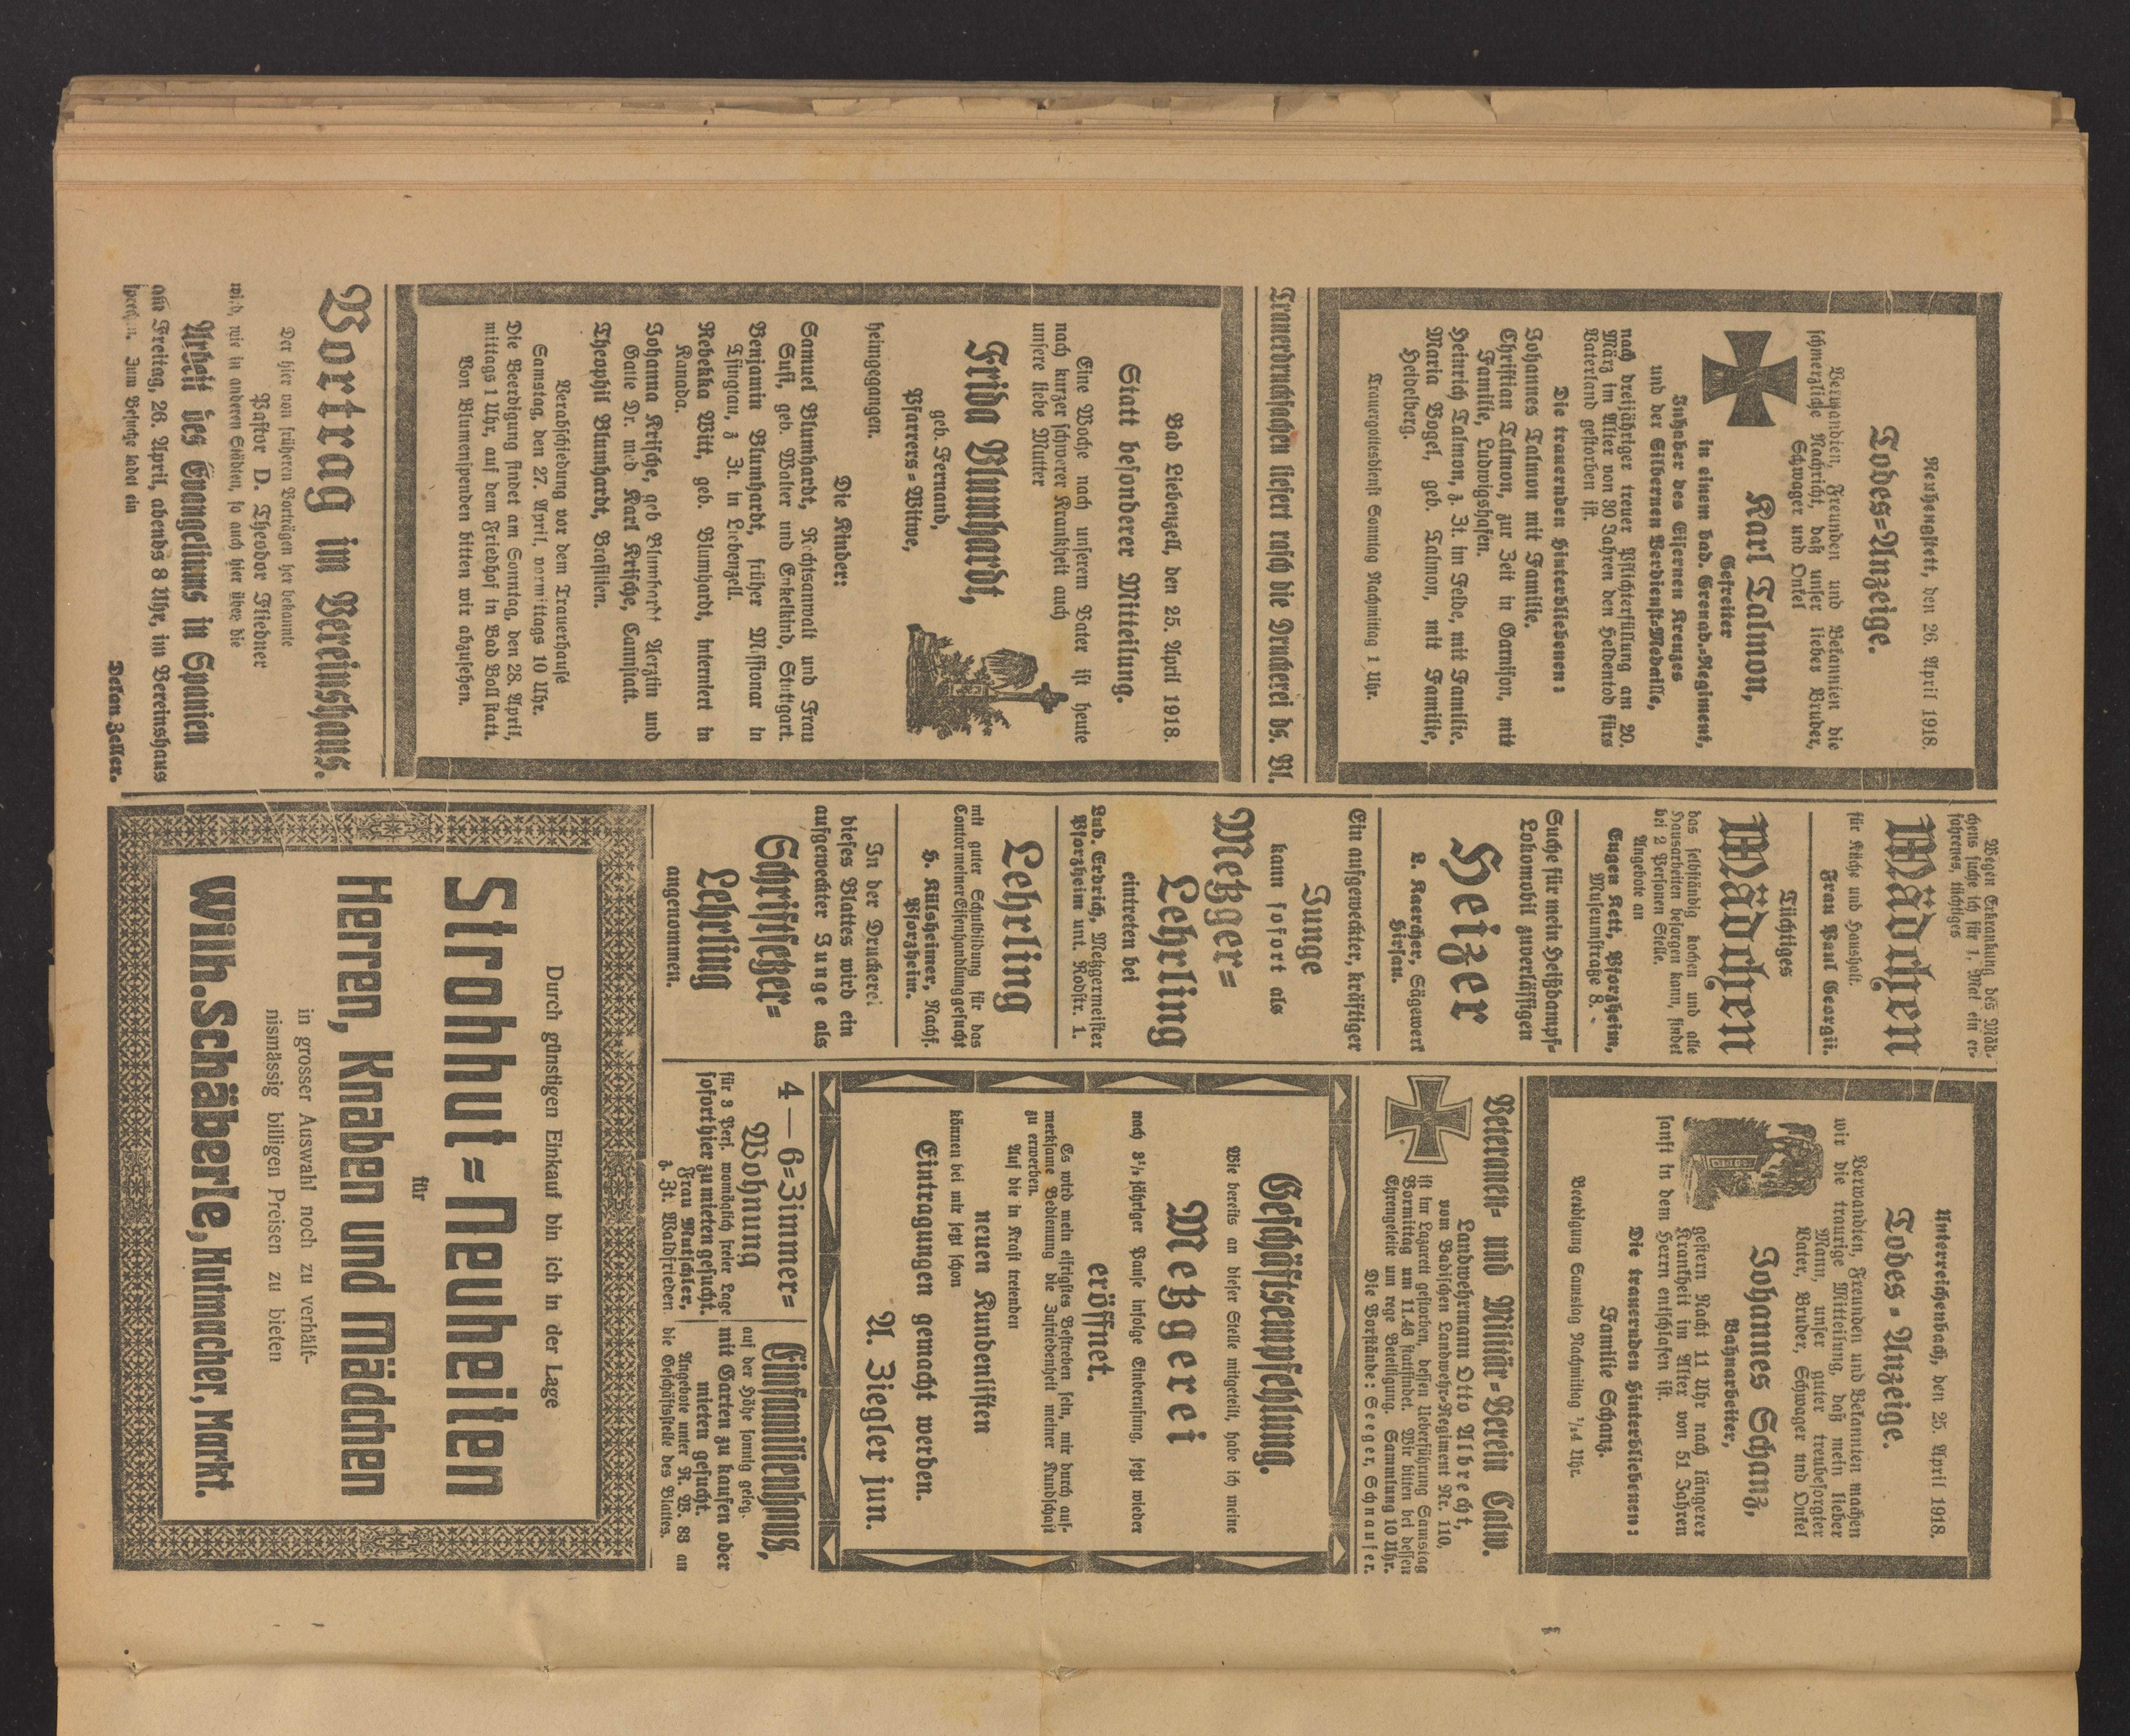 Neuhengstett, den 26. April 1918.
Todes=Anzeige.
Verwandten, Freunden und Bekannten die
schmerzliche Nachricht, daß unser lieber Bruder,
Schwager und Onkel
Karl Talmon,
Gefreiter
in einem bad. Grenad.=Regiment,
Inhaber des Eisernen Kreuzes
und der Silbernen Verdienst=Medaille,
nach dreijähriger treuer Pflichterfüllung am 20.
März im Alter von 30 Jahren den Heldentod fürs
Vaterland gestorben ist.
Die trauernden Hinterbliebenen:
Johannes Talmon mit Familie.
Christian Talmon, zur Zeit in Garnison, mit
Familie, Ludwigshafen.
Heinrich Talmon, z. Zt. im Felde, mit Familie.
Maria Vogel, geb. Talmon, mit Familie,
Heidelberg.
Trauergottesdienst Sonntag Nachmittag 1 Uhr.
Trauerdrucksachen liefert rasch die Druckerei ds. Bl.
Bad Liebenzell, den 25. April 1918.
Statt besonderer Mitteilung.
Eine Woche nach unserem Vater ist heute
nach kurzer schwerer Krankheit auch
unsere liebe Mutter
Frida Blumhardt,
geb. Fernand,
Pfarrers=Witwe,
heimgegangen.
Die Kinder:
Samuel Blumhardt, Rechtsanwalt und Frau
Susi, geb. Walter und Enkelkind, Stuttgart.
Benjamin Blumhardt, früher Missionar in
Tsingtau, z Zt. in Liebenzell.
Rebekka Witt, geb. Blumhardt, interniert in
Kanada.
Johanna Krische, geb Blumhardt Aerztin und
Gatte Dr. med Karl Krische, Cannstatt.
Theophil Blumhardt, Brasilien.
Verabschiedung vor dem Trauerhause
Samstag, den 27. April, vormittags 10 Uhr.
Die Beerdigung findet am Sonntag, den 28. April,
mittags 1 Uhr, auf dem Friedhof in Bad Boll statt.
Von Blumenspenden bitten wir abzusehen.
Vortrag im Vereinshaus.
Der hier von früheren Vorträgen her bekannte
Pastor D. Theodor Fliedner
wird, wie in anderen Städten, so auch hier über die
Arbeit des Evangeliums in Spanien
am Freitag, 26. April, abends 8 Uhr, im Vereinshaus
sprechen. Zum Besuche ladet ein
Dekan Zeller.
Wegen Erkrankung des Mäd-
chens suche ich für 1. Mai ein er-
fahrenes, tüchtiges
Mädchen
für Küche und Haushalt.
Frau Paul Georgii.
Tüchtiges
Mädchen
das selbständig kochen und alle
Hausarbeiten besorgen kann, findet
bei 2 Personen Stelle.
Angebote an
Eugen Kett, Pforzheim,
Museumstraße 8.
Suche für mein Heißdampf=
Lokomobil zuverlässigen
Heizer
L. Kaercher, Sägewerk
Hirsau.
Ein aufgeweckter, kräftiger
Junge
kann sofort als
Metzger=
Lehrling
eintreten bei
Lud. Erdrich, Metzgermeister
Pforzheim unt. Rodstr. 1.
Lehrling
mit guter Schulbildung für das
Contor meiner Eisenhandlung gesucht
H. Külsheimer, Nachf.
Pforzheim.
In der Druckerei
dieses Blattes wird ein
aufgeweckter Junge als
Schriftsetzer=
Lehrling
angenommen.
Unterreichenbach, den 25. April 1918.
Todes=Anzeige.
Verwandten, Freunden und Bekannten machen
wir die traurige Mitteilung, daß mein lieber
Mann, unser guter treubesorgter
Vater, Bruder, Schwager und Onkel
Johannes Schanz,
Bahnarbeiter,
gestern Nacht 11 Uhr nach längerer
Krankheit im Alter von 51 Jahren
sanft in dem Herrn entschlafen ist.
Die trauernden Hinterbliebenen:
Familie Schanz.
Beerdigung Samstag Nachmittag ½4 Uhr.
Veteranen= und Militär=Verein Calw.
Landwehrmann Otto Albrecht,
vom Badischen Landwehr=Regiment Nr. 110,
ist im Lazarett gestorben, dessen Ueberführung Samstag
Vormittag um 11.48 stattfindet. Wir bitten bei dessen
Ehrengeleite um rege Beteiligung. Sammlung 10 Uhr.
Die Vorstände: Seeger, Schnaufer.
Geschäftsempfehlung.
Wie bereits an dieser Stelle mitgeteilt, habe ich meine
Metzgerei
nach 3½ jähriger Pause infolge Einberufung, jetzt wieder
eröffnet.
Es wird mein eifrigstes Bestreben sein, mir durch auf-
merksame Bedienung die Zufriedenheit meiner Kundschaft
zu erwerben.
Auf die in Kraft tretenden
neuen Kundenlisten
können bei mir jetzt schon
Eintragungen gemacht werden.
A. Ziegler jun.
4—6=Zimmer=
Wohnung
für 3 Pers. womöglich freier Lage
sofort hier zu mieten gesucht.
Frau Mutschler,
z. Zt. Waldfrieden.
Einfamilienhaus,
auf der Höhe sonnig geleg.
mit Garten zu kaufen oder
mieten gesucht.
Angebote unter R. W. 88 an
die Geschäftsstelle des Blattes.
Durch günstigen Einkauf bin ich in der Lage
Strohhut=Neuheiten
für
Herren, Knaben und Mädchen
in grosser Auswahl noch zu verhält-
nismässig billigen Preisen zu bieten
Wilh. Schäberle, Hutmacher, Markt.